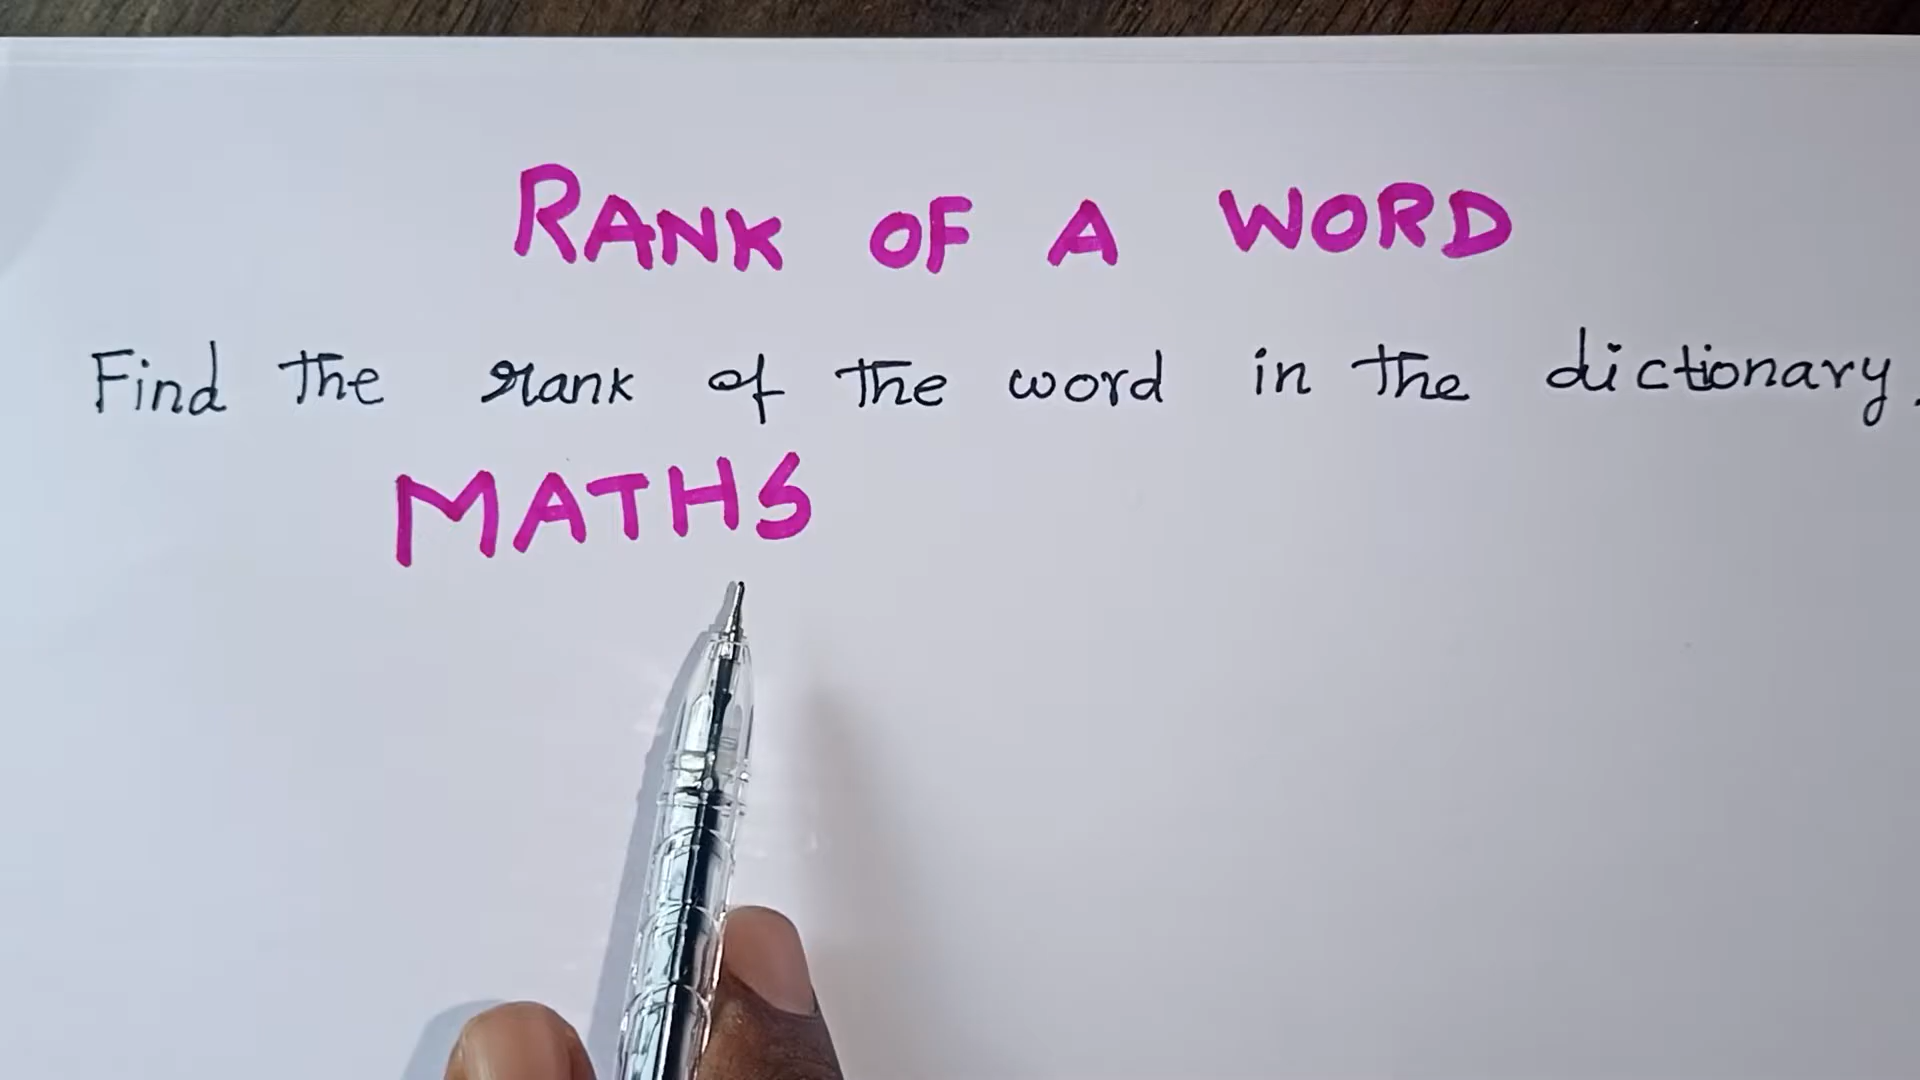 RANK OF A WORD
Find the rank of the word in the dictionary.
MATHS